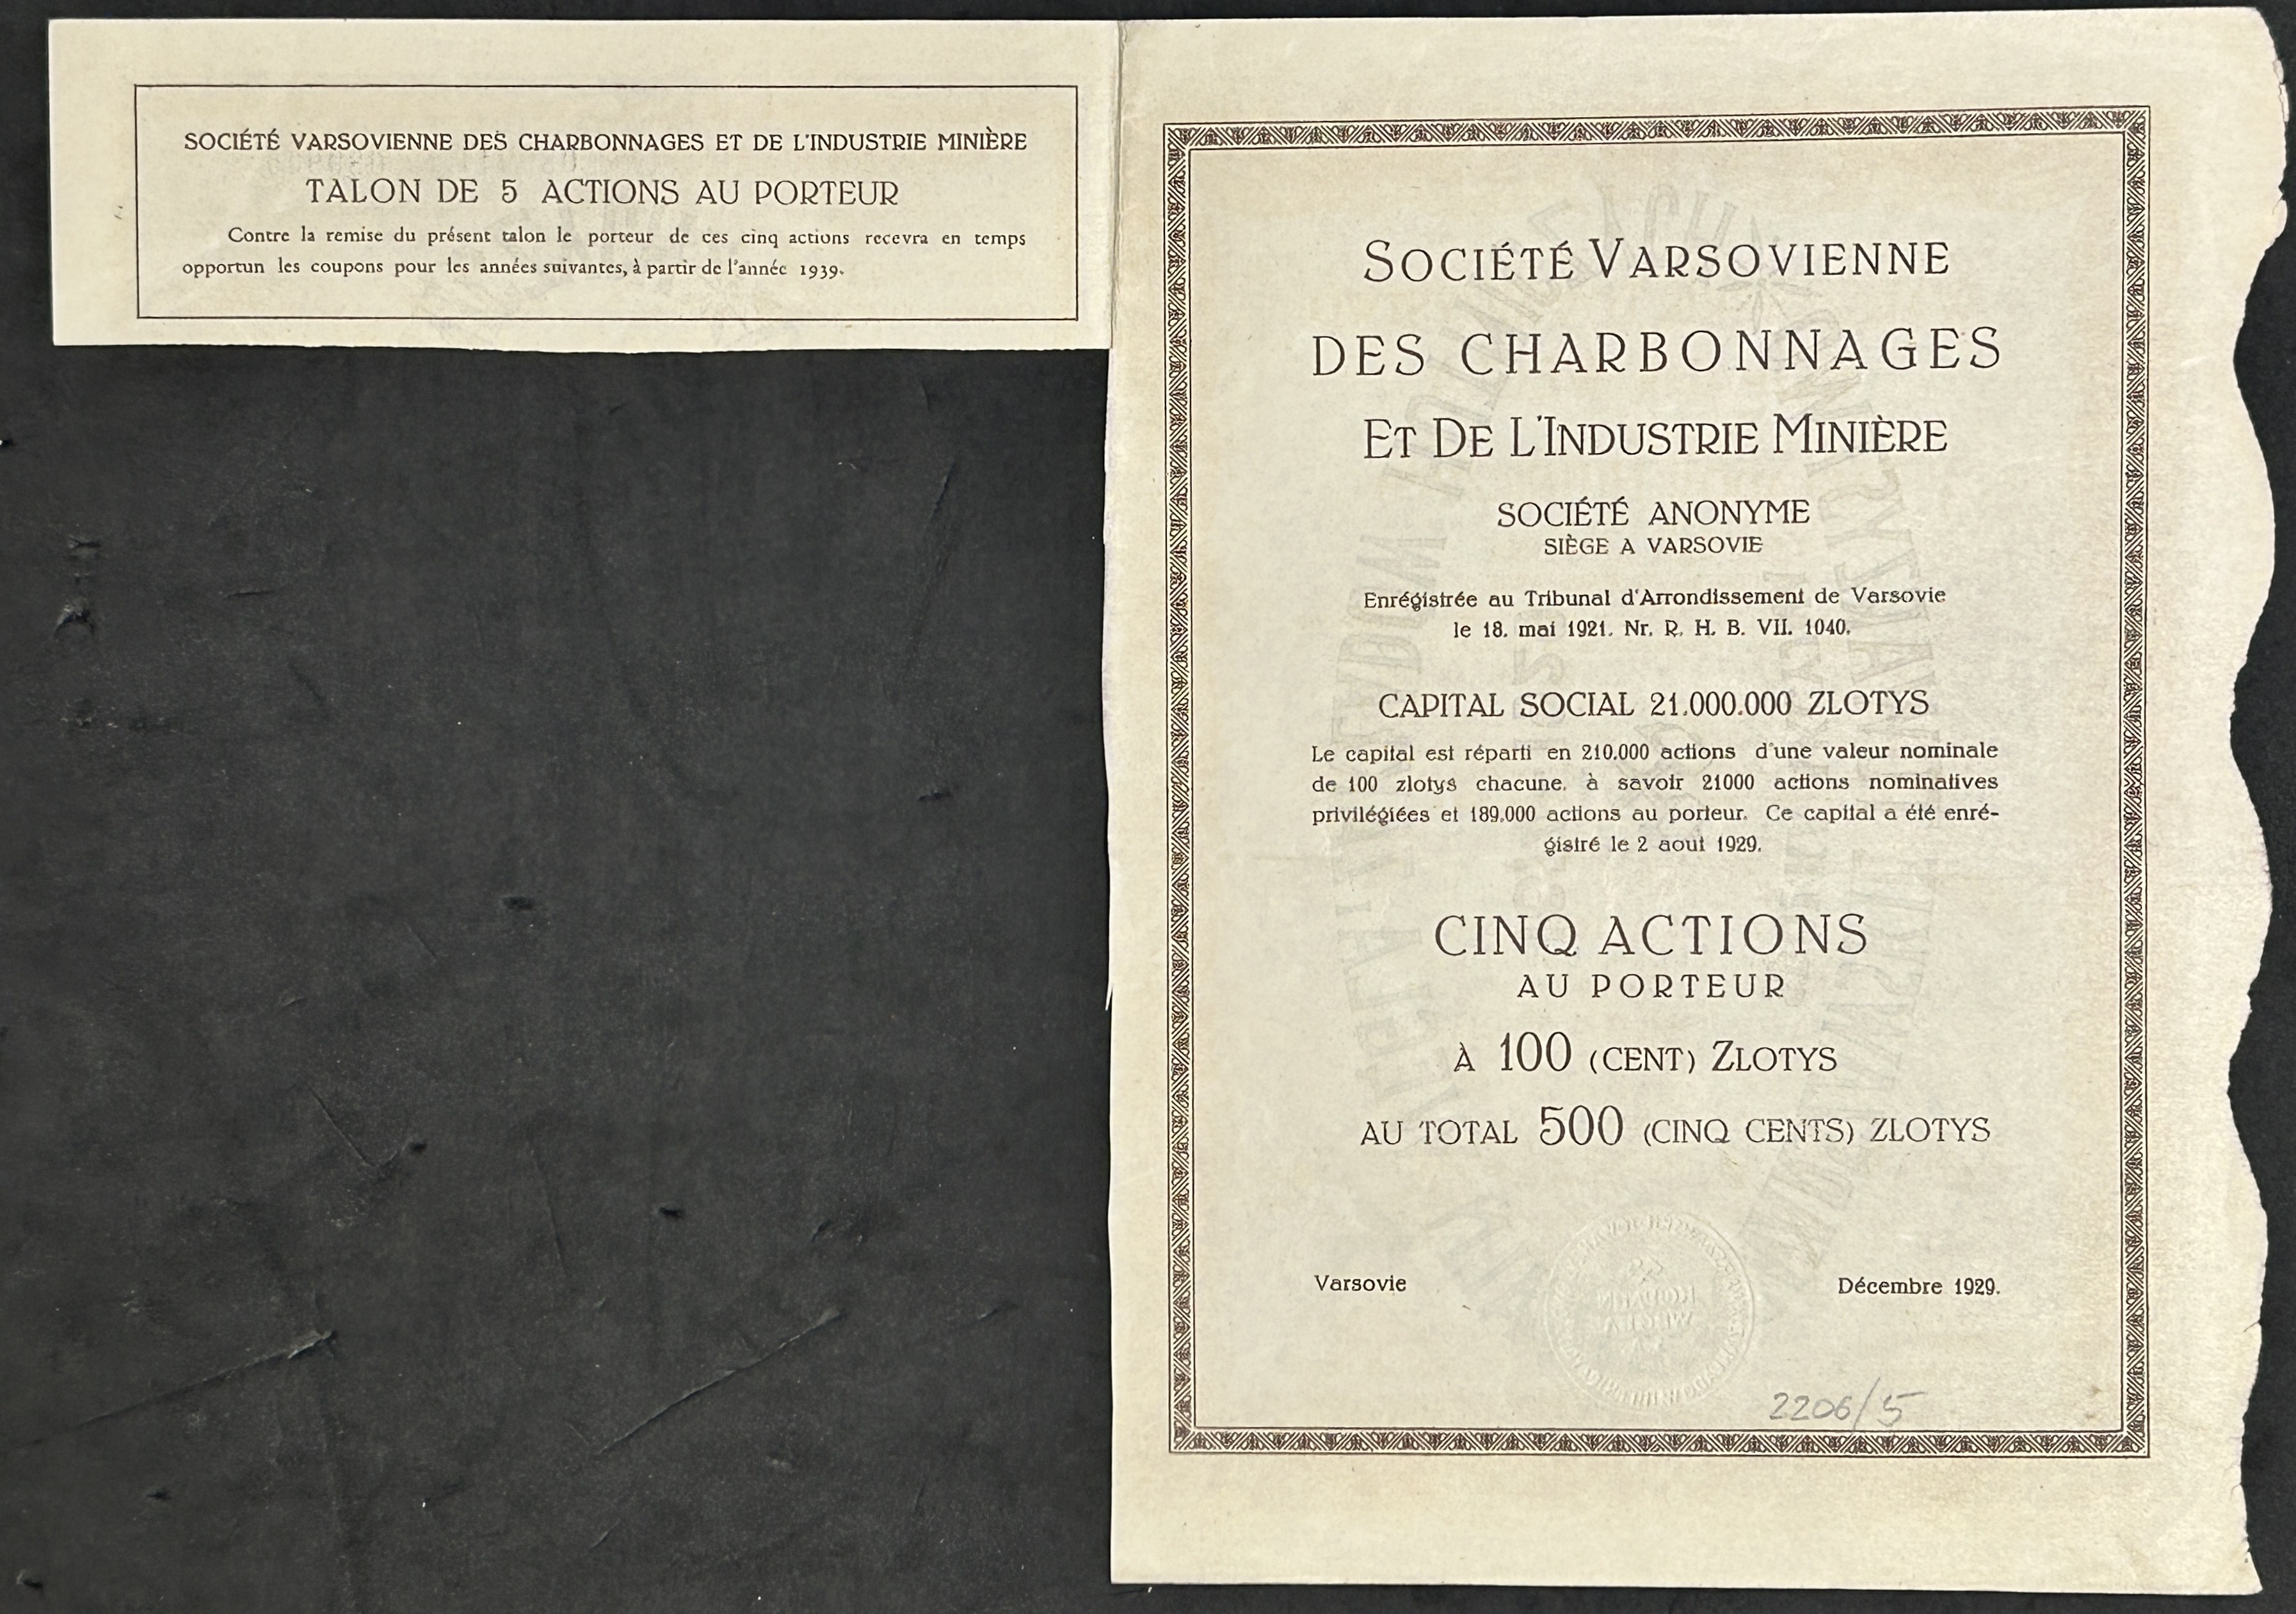 SOCIÉTÉ VARSOVIENNE DES CHARBONNAGES ET DE L'INDUSTRIE MINIÈRE
TALON DE 5 ACTIONS AU PORTEUR
Contre la remise du présent talon le porteur de ces cinq actions recevra en temps
opportun les coupons pour les années suivantes, à partir de l'année 1939.
SOCIÉTÉ VARSOVIENNE
DES CHARBONNAGES
ET DE L'INDUSTRIE MINIÈRE
SOCIÉTÉ ANONYME
SIÈGE A VARSOVIE
Enrégistrée au Tribunal d'Arrondissement de Varsovie
le 18. mai 1921. Nr. R. H. B. VII. 1040.
CAPITAL SOCIAL 21.000.000 ZLOTYS
Le capital est réparti en 210.000 actions d'une valeur nominale
de 100 zlotys chacune, à savoir 21000 actions nominatives
privilégiées et 189.000 actions au porteur. Ce capital a été enré-
gistré le 2 aout 1929.
CINQ ACTIONS
AU PORTEUR
À 100 (CENT) ZLOTYS
AU TOTAL 500 (CINQ CENTS) ZLOTYS
Varsovie Décembre 1929.
2206/5